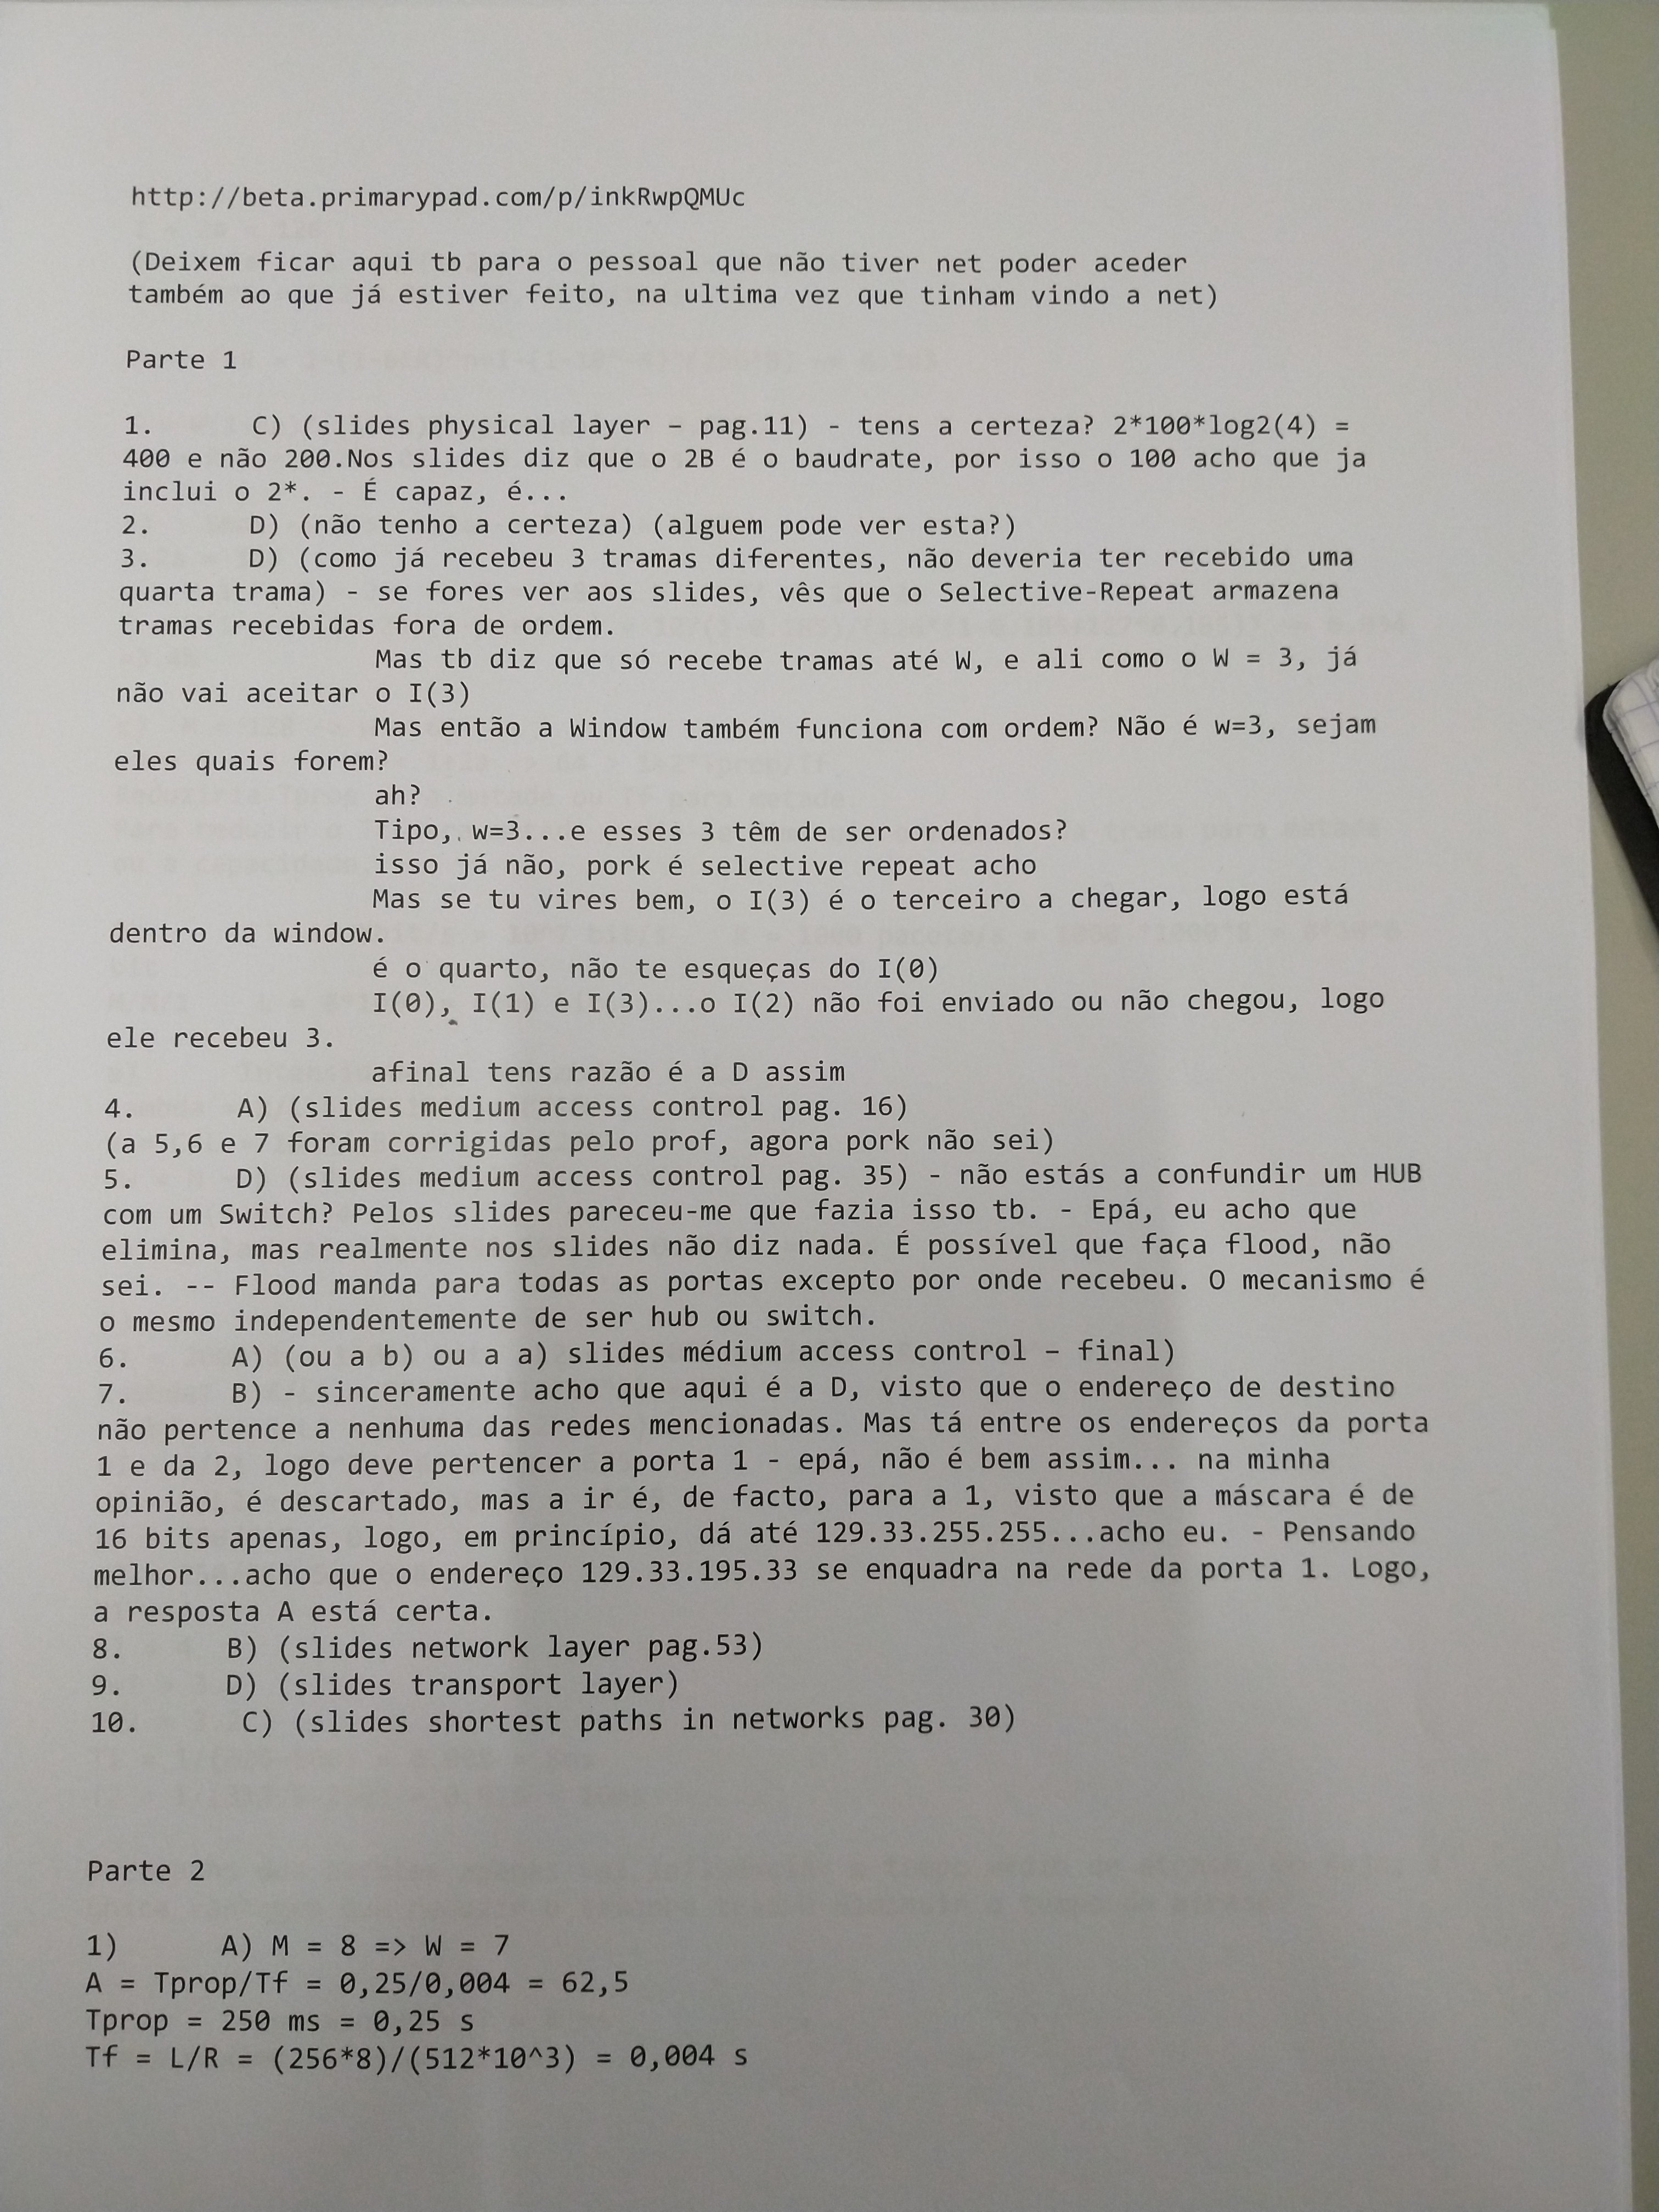 http://beta.primarypad.com/p/inkRwpQMUc
(Deixem ficar aqui tb para o pessoal que não tiver net poder aceder
também ao que já estiver feito, na ultima vez que tinham vindo a net)
Parte 1
1. C) (slides physical layer – pag.11) - tens a certeza? 2*100*log2(4) =
400 e não 200.Nos slides diz que o 2B é o baudrate, por isso o 100 acho que ja
inclui o 2*. - É capaz, é...
2. D) (não tenho a certeza) (alguem pode ver esta?)
3. D) (como já recebeu 3 tramas diferentes, não deveria ter recebido uma
quarta trama) - se fores ver aos slides, vês que o Selective-Repeat armazena
tramas recebidas fora de ordem.
Mas tb diz que só recebe tramas até W, e ali como o W = 3, já
não vai aceitar o I(3)
Mas então a Window também funciona com ordem? Não é w=3, sejam
eles quais forem?
ah?
Tipo, w=3...e esses 3 têm de ser ordenados?
isso já não, pork é selective repeat acho
Mas se tu vires bem, o I(3) é o terceiro a chegar, logo está
dentro da window.
é o quarto, não te esqueças do I(0)
I(0), I(1) e I(3)...o I(2) não foi enviado ou não chegou, logo
ele recebeu 3.
afinal tens razão é a D assim
4. A) (slides medium access control pag. 16)
(a 5,6 e 7 foram corrigidas pelo prof, agora pork não sei)
5. D) (slides medium access control pag. 35) - não estás a confundir um HUB
com um Switch? Pelos slides pareceu-me que fazia isso tb. - Epá, eu acho que
elimina, mas realmente nos slides não diz nada. É possível que faça flood, não
sei. -- Flood manda para todas as portas excepto por onde recebeu. O mecanismo é
o mesmo independentemente de ser hub ou switch.
6. A) (ou a b) ou a a) slides médium access control – final)
7. B) - sinceramente acho que aqui é a D, visto que o endereço de destino
não pertence a nenhuma das redes mencionadas. Mas tá entre os endereços da porta
1 e da 2, logo deve pertencer a porta 1 - epá, não é bem assim... na minha
opinião, é descartado, mas a ir é, de facto, para a 1, visto que a máscara é de
16 bits apenas, logo, em princípio, dá até 129.33.255.255...acho eu. - Pensando
melhor...acho que o endereço 129.33.195.33 se enquadra na rede da porta 1. Logo,
a resposta A está certa.
8. B) (slides network layer pag.53)
9. D) (slides transport layer)
10. C) (slides shortest paths in networks pag. 30)
Parte 2
1) A) M = 8 => W = 7
A = Tprop/Tf = 0,25/0,004 = 62,5
Tprop = 250 ms = 0,25 s
Tf = L/R = (256*8)/(512*10^3) = 0,004 s